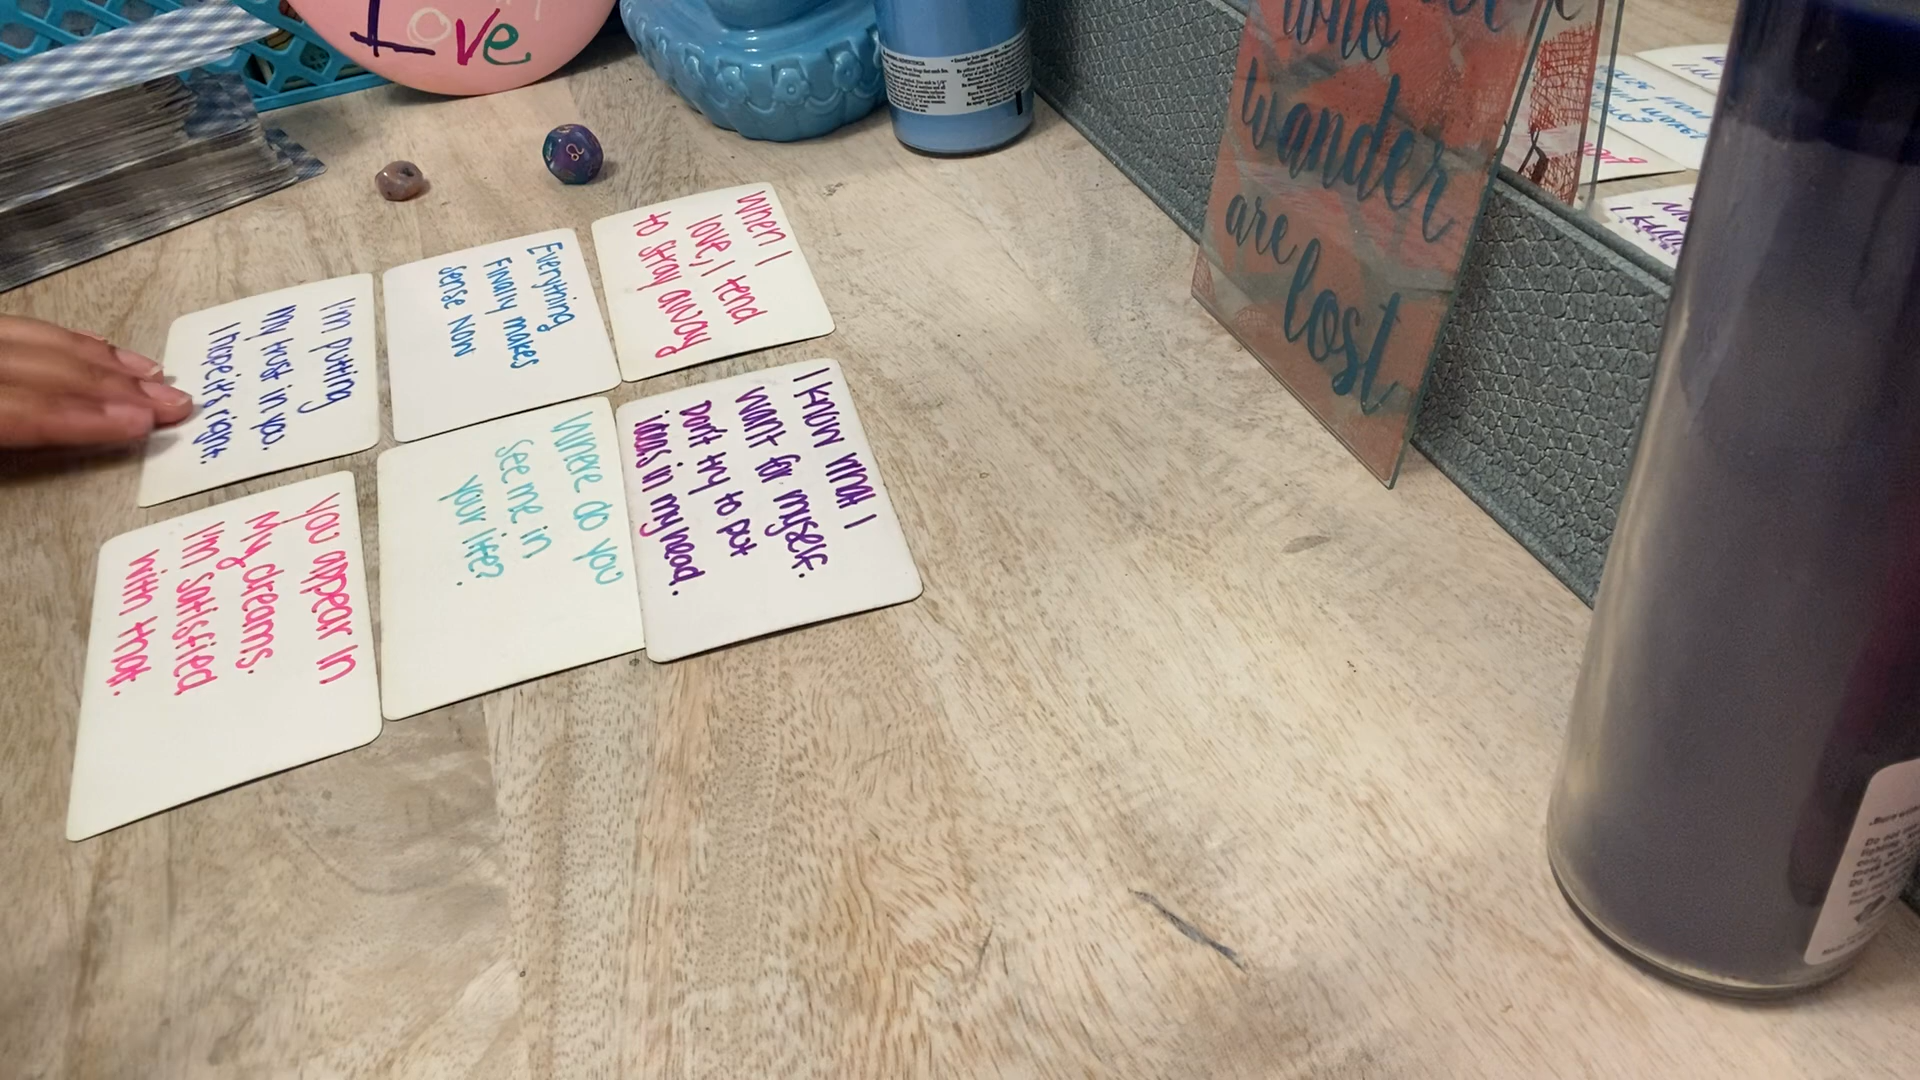 Love
who
wander
are lost
When I
love, I tend
to stay away
Everything
Finally makes
sense now
I'm putting
my trust in you.
I hope it's right.
I know what I
want for myself.
Don't try to put
ideas in my head.
Where do you
see me in
your life?
You appear in
My dreams.
I'm satisfied
with that.